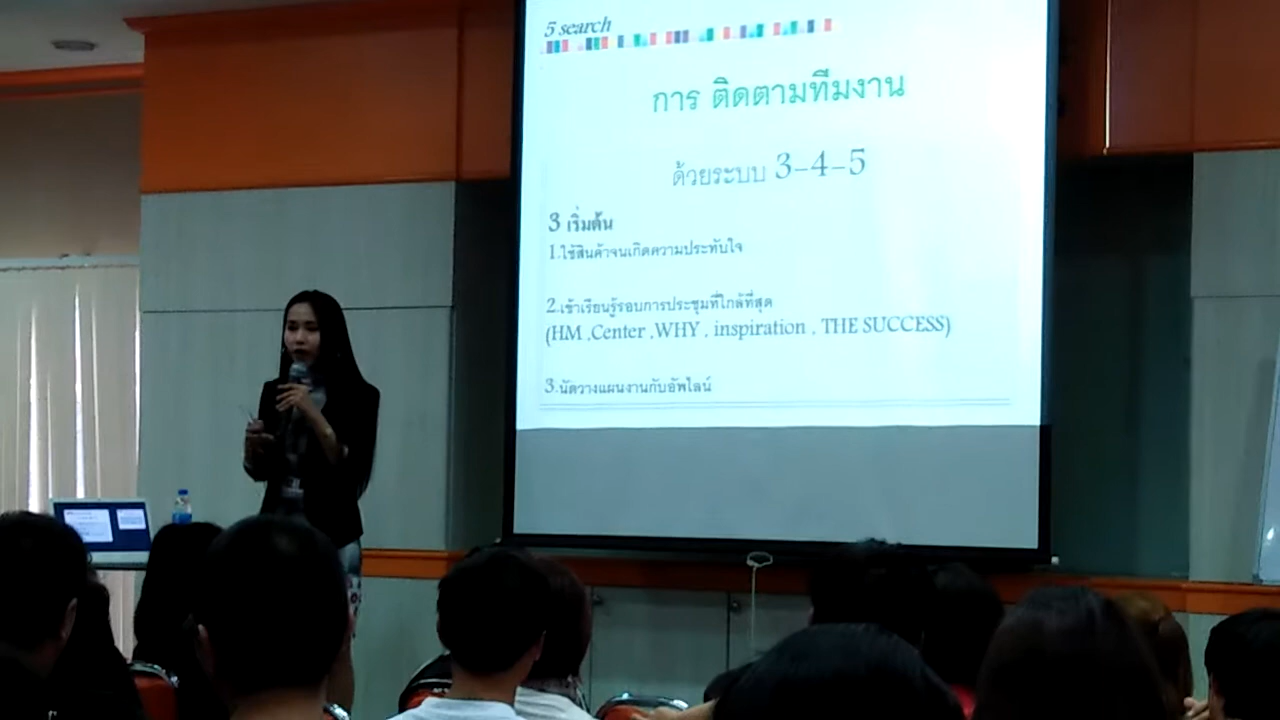 5 search
การ ติดตามทีมงาน
ด้วยระบบ 3-4-5
3 เริ่มต้น
1.ใช้สินค้าจนเกิดความประทับใจ
2.เข้าเรียนรู้รอบการประชุมที่ใกล้ที่สุด
(HM ,Center ,WHY , inspiration , THE SUCCESS)
3.นัดวางแผนงานกับอัพไลน์